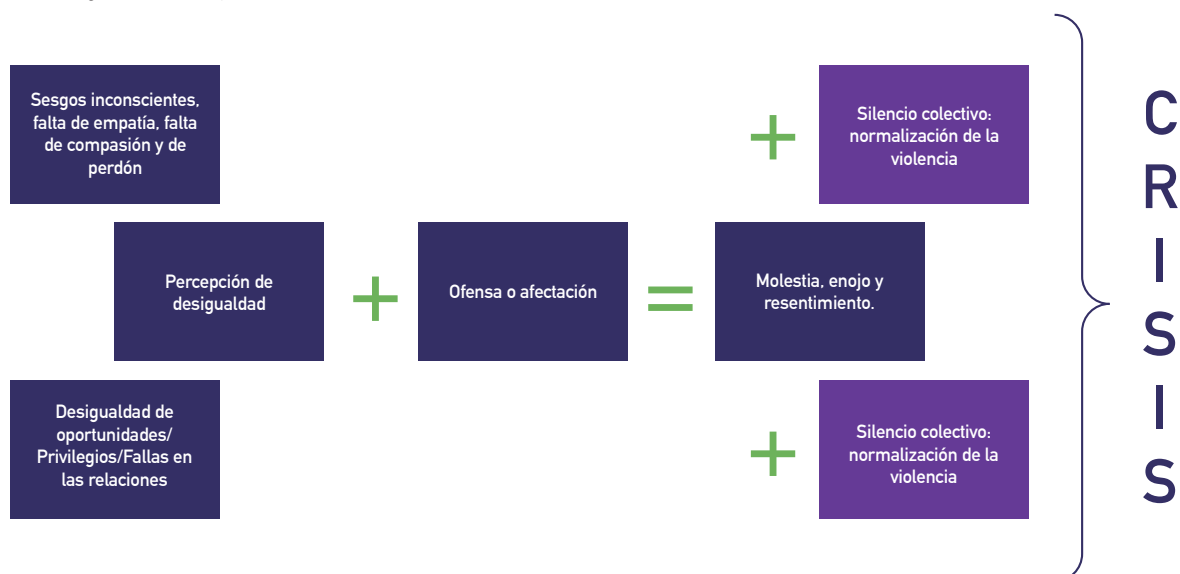 Sesgos inconscientes,
falta de empatía, falta
de compasión y de
perdón
+
Silencio colectivo:
normalización de la
violencia
Percepción de
desigualdad
+
Ofensa o afectación
=
Molestia, enojo y
resentimiento.
Desigualdad de
oportunidades/
Privilegios/Fallas en
las relaciones
+
Silencio colectivo:
normalización de la
violencia
C
R
I
S
I
S